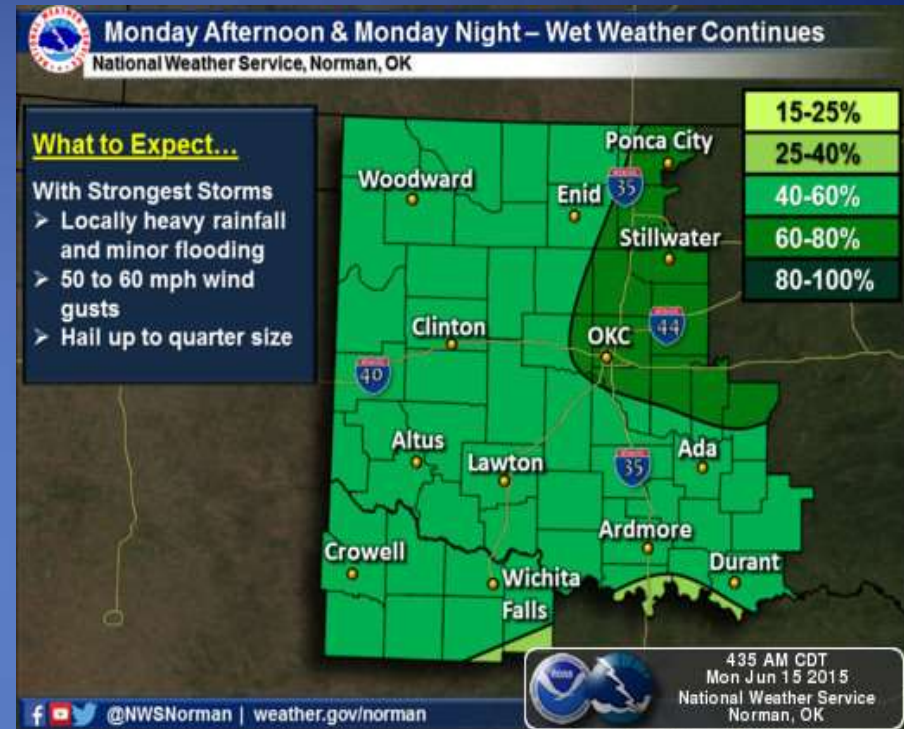 Monday Afternoon & Monday Night – Wet Weather Continues
National Weather Service, Norman, OK
What to Expect...
With Strongest Storms
➢ Locally heavy rainfall
and minor flooding
➢ 50 to 60 mph wind
gusts
➢ Hail up to quarter size
15-25%
25-40%
40-60%
60-80%
80-100%
Ponca City
Woodward
Enid
35
Stillwater
Clinton
OKC
44
40
Altus
Lawton
35
Ada
Ardmore
Crowell
Durant
Wichita
Falls
435 AM CDT
Mon Jun 15 2015
National Weather Service
Norman, OK
@NWSNorman | weather.gov/norman